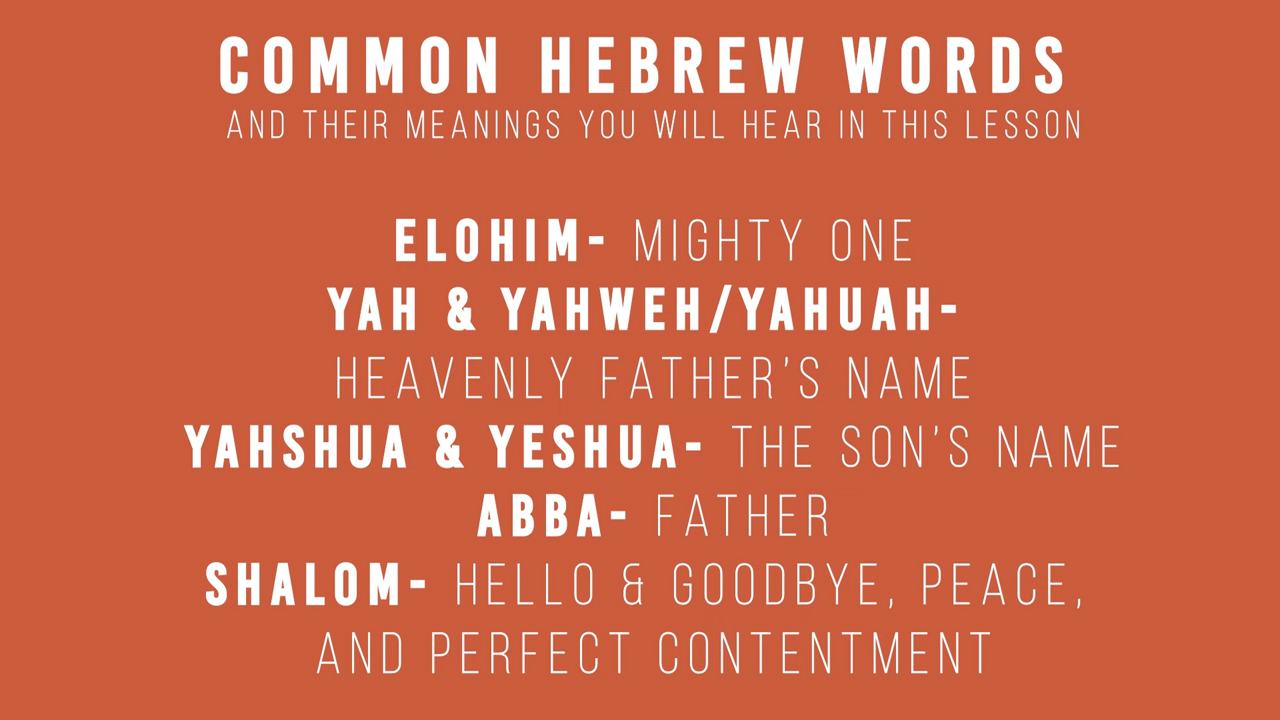 COMMON HEBREW WORDS
AND THEIR MEANINGS YOU WILL HEAR IN THIS LESSON
ELOHIM- MIGHTY ONE
YAH & YAHWEH/YAHUAH-
HEAVENLY FATHER'S NAME
YAHSHUA & YESHUA- THE SON'S NAME
ABBA- FATHER
SHALOM- HELLO & GOODBYE, PEACE,
AND PERFECT CONTENTMENT